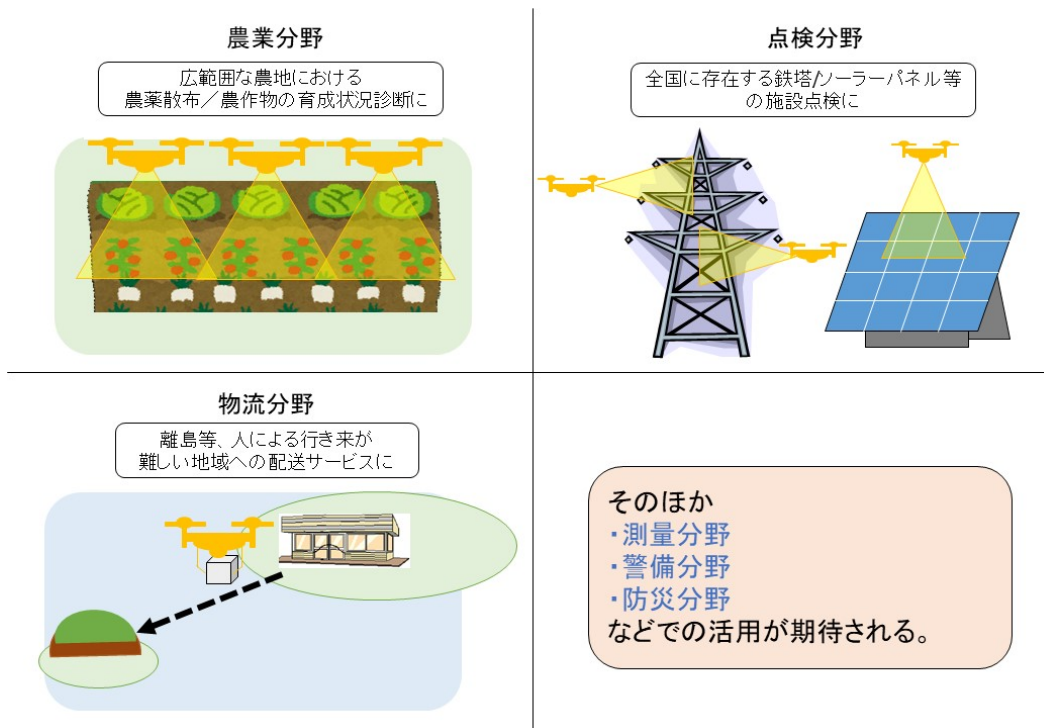 農業分野
広範囲な農地における
農薬散布／農作物の育成状況診断に
点検分野
全国に存在する鉄塔/ソーラーパネル等
の施設点検に
物流分野
離島等、人による行き来が
難しい地域への配送サービスに
そのほか
・測量分野
・警備分野
・防災分野
などでの活用が期待される。